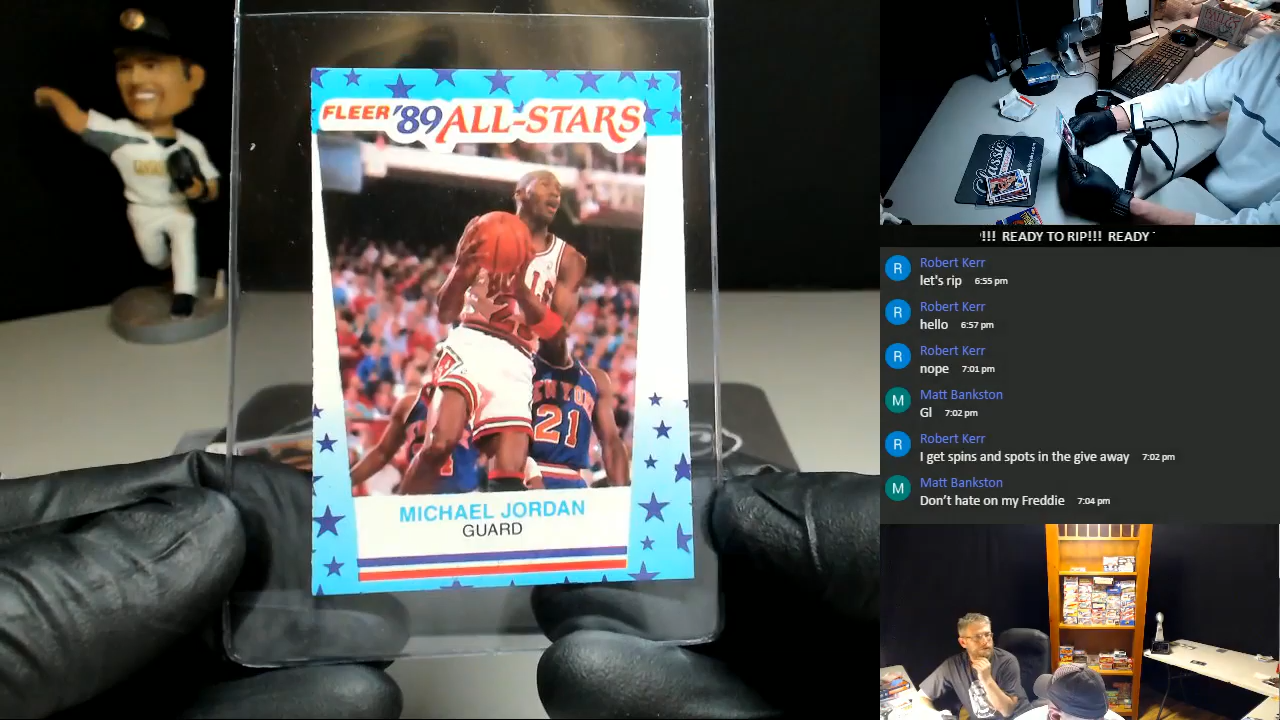 FLEER '89 ALL-STARS
21
MICHAEL JORDAN
GUARD
Classic
!!! READY TO RIP!!! READY
Robert Kerr
let's rip 6:55 pm
Robert Kerr
hello 6:57 pm
Robert Kerr
nope 7:01 pm
Matt Bankston
Gl 7:02 pm
Robert Kerr
I get spins and spots in the give away 7:02 pm
Matt Bankston
Don't hate on my Freddie 7:04 pm
R
R
R
M
R
M